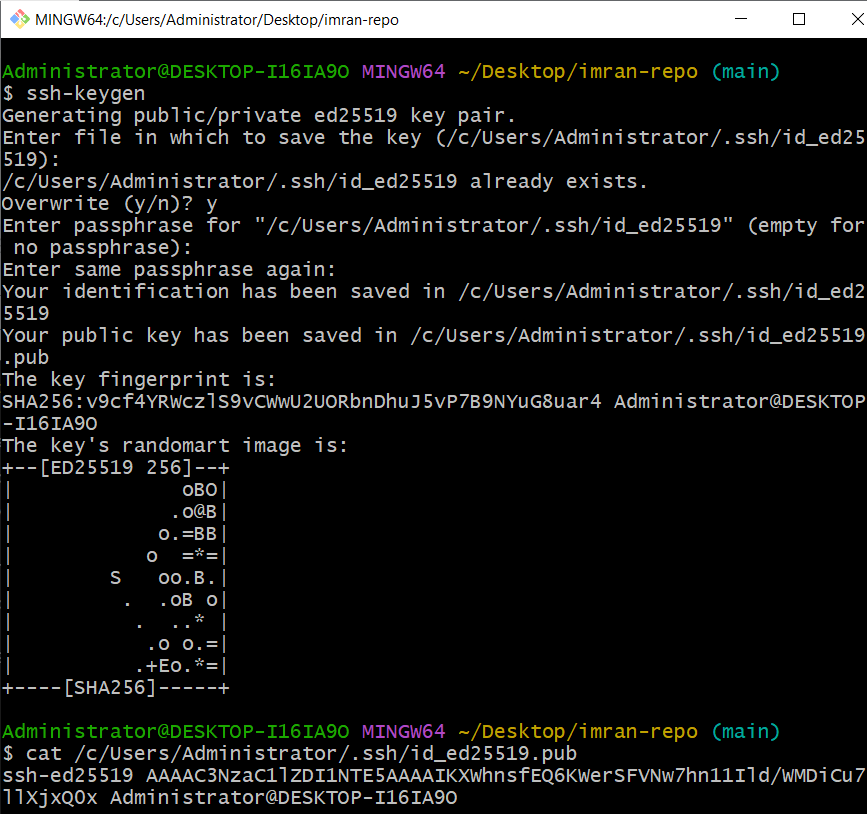 MINGW64:/c/Users/Administrator/Desktop/imran-repo
Administrator@DESKTOP-I16IA9O MINGW64 ~/Desktop/imran-repo (main)
$ ssh-keygen
Generating public/private ed25519 key pair.
Enter file in which to save the key (/c/Users/Administrator/.ssh/id_ed25
519):
/c/Users/Administrator/.ssh/id_ed25519 already exists.
Overwrite (y/n)? y
Enter passphrase for "/c/Users/Administrator/.ssh/id_ed25519" (empty for
 no passphrase):
Enter same passphrase again:
Your identification has been saved in /c/Users/Administrator/.ssh/id_ed2
5519
Your public key has been saved in /c/Users/Administrator/.ssh/id_ed25519
.pub
The key fingerprint is:
SHA256:v9cf4YRWczlS9vCWwU2UORbnDhuJ5vP7B9NYuG8uar4 Administrator@DESKTOP
-I16IA9O
The key's randomart image is:
+--[ED25519 256]--+
|              oBO|
|             .o@B|
|            o.=BB|
|           o  =*=|
|        S   oo.B.|
|         .  .oB o|
|          .  ..* |
|           .o o.=|
|          .+Eo.*=|
+----[SHA256]-----+
Administrator@DESKTOP-I16IA9O MINGW64 ~/Desktop/imran-repo (main)
$ cat /c/Users/Administrator/.ssh/id_ed25519.pub
ssh-ed25519 AAAAC3NzaC1lZDI1NTE5AAAAIKXWhnsfEQ6KWerSFVNw7hn11Ild/WMDiCu7
llXjxQ0x Administrator@DESKTOP-I16IA9O